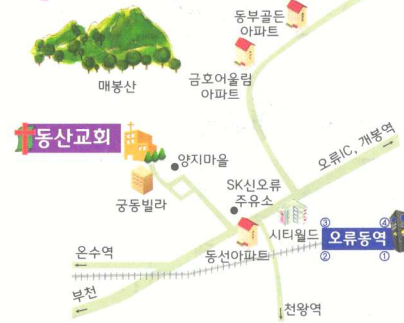 동부골든
아파트
매봉산
금호어울림
아파트
동산교회
양지마을
오류IC, 개봉역
궁동빌라
SK신오류
주유소
시티월드
③
④
오류동역
②
①
동선아파트
온수역
부천
천왕역